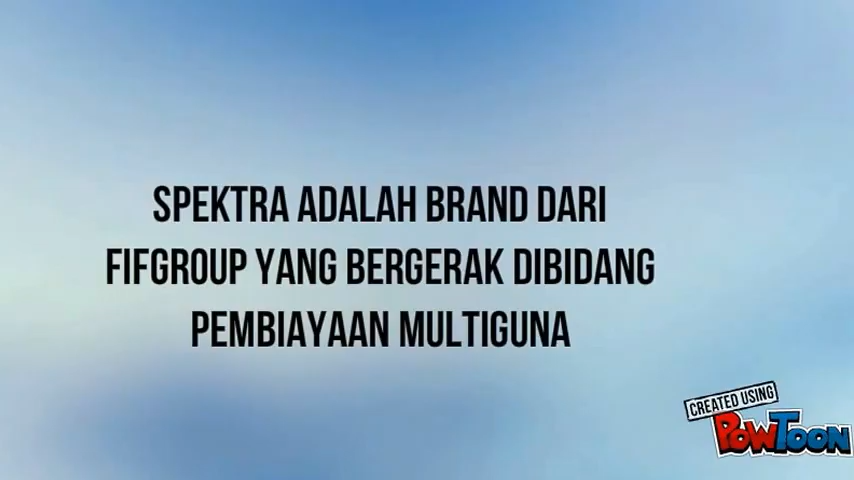 SPEKTRA ADALAH BRAND DARI
FIFGROUP YANG BERGERAK DIBIDANG
PEMBIAYAAN MULTIGUNA
CREATED USING
POWTOON